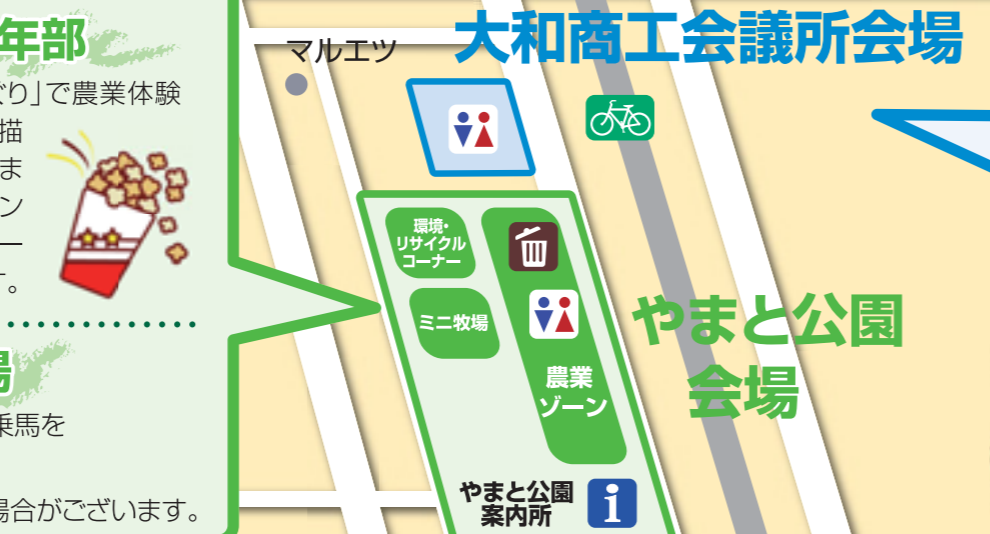 年部
ぐり」で農業体験
描
ま
ン
ー
す。
場
乗馬を
場合がございます。
マルエツ
大和商工会議所会場
環境・
リサイクル
コーナー
ミニ牧場
農業
ゾーン
やまと公園
会場
やまと公園
案内所
i